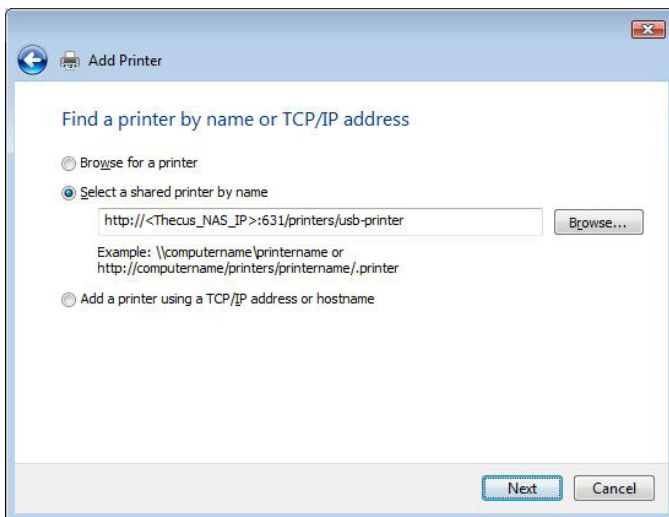 Add Printer
Find a printer by name or TCP/IP address
Browse for a printer
Select a shared printer by name
http://<Thecus_NAS_IP>:631/printers/usb-printer
Browse...
Example: \\computername\printername or
http://computername/printers/printername/.printer
Add a printer using a TCP/IP address or hostname
Next
Cancel